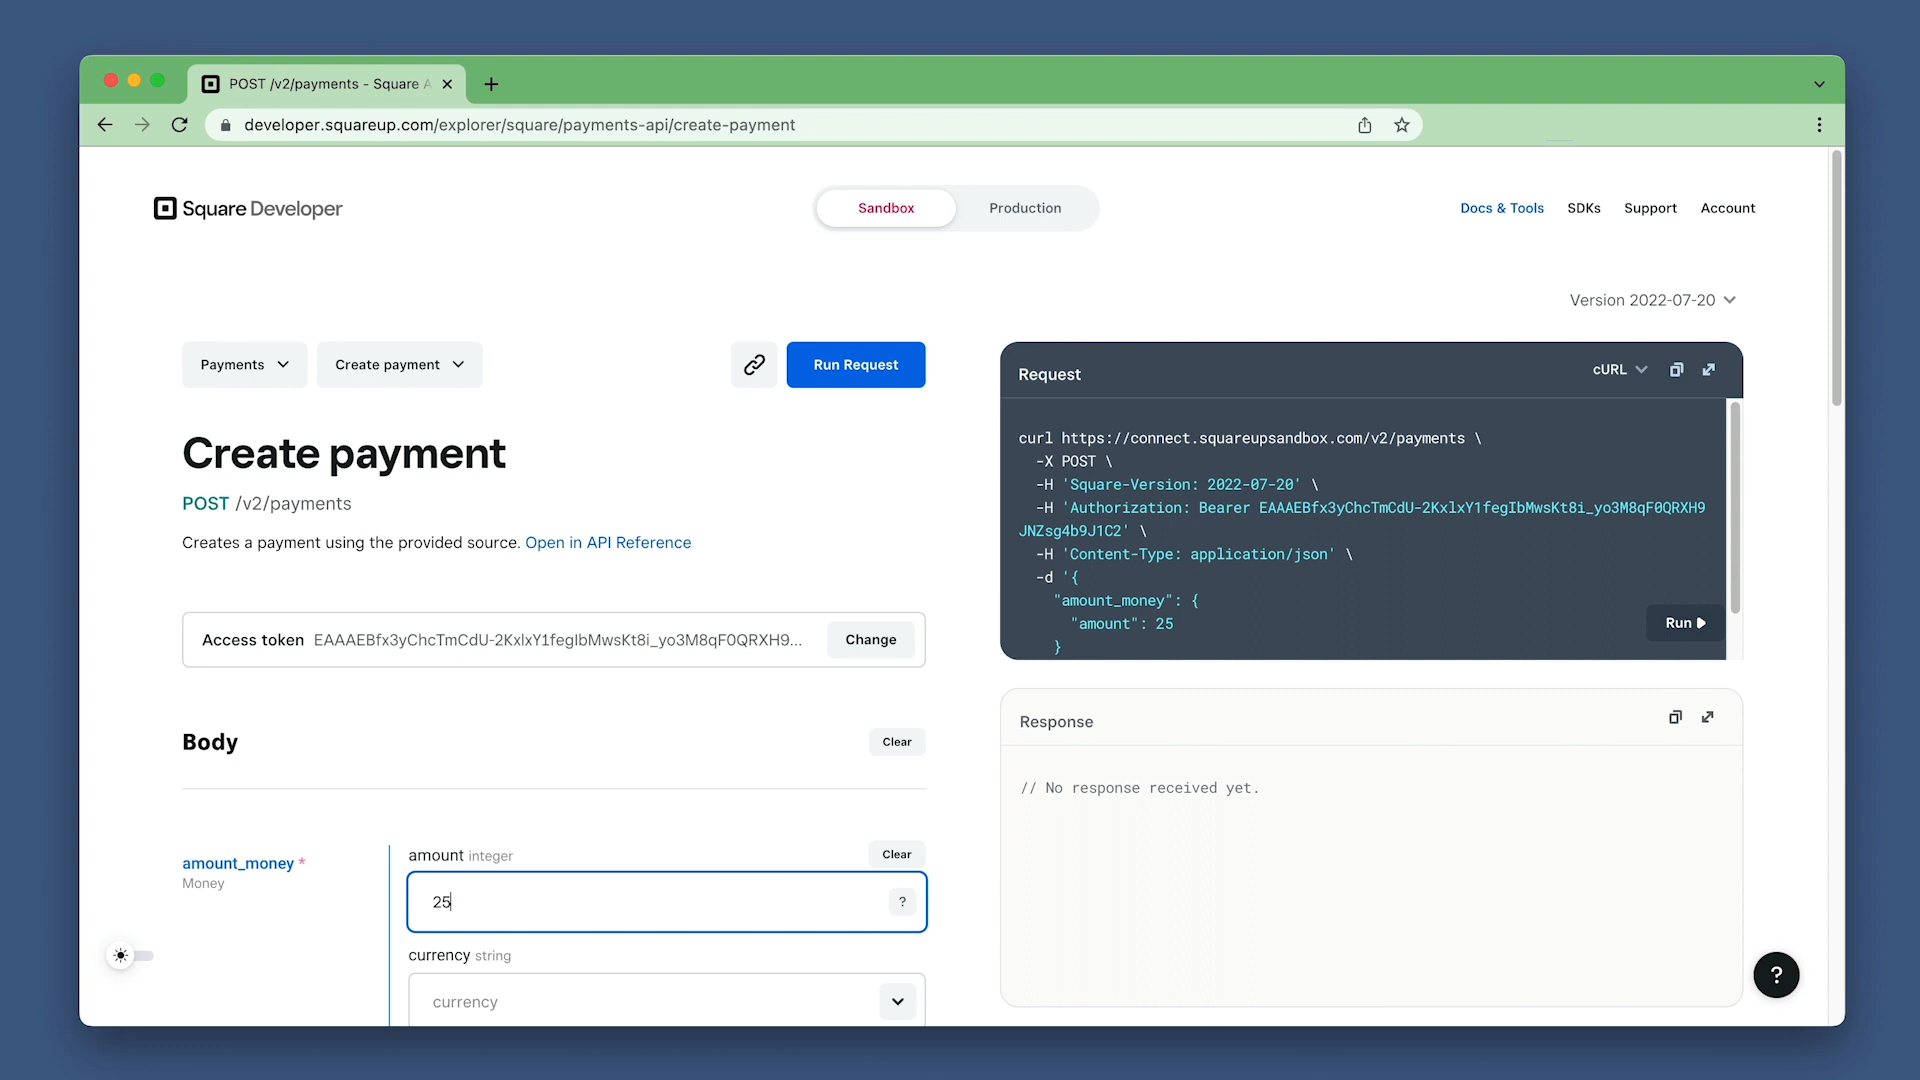 POST /v2/payments - Square A
developer.squareup.com/explorer/square/payments-api/create-payment
Square Developer
Sandbox
Production
Docs & Tools
SDKs
Support
Account
Version 2022-07-20
Payments
Create payment
Run Request
Create payment
POST /v2/payments
Creates a payment using the provided source. Open in API Reference
Access token EAAAEBfx3yChcTmCdU-2KxlxY1fegIbMwsKt8i_yo3M8qF0QRXH9...
Change
Body
Clear
amount_money *
Money
amount integer
Clear
25
?
currency string
currency
Request
cURL
curl https://connect.squareupsandbox.com/v2/payments \
-X POST \
-H 'Square-Version: 2022-07-20' \
-H 'Authorization: Bearer EAAAEBfx3yChcTmCdU-2KxlxY1fegIbMwsKt8i_yo3M8qF0QRXH9
JNZsg4b9J1C2' \
-H 'Content-Type: application/json' \
-d '{
"amount_money": {
"amount": 25
}
Run
Response
// No response received yet.
?